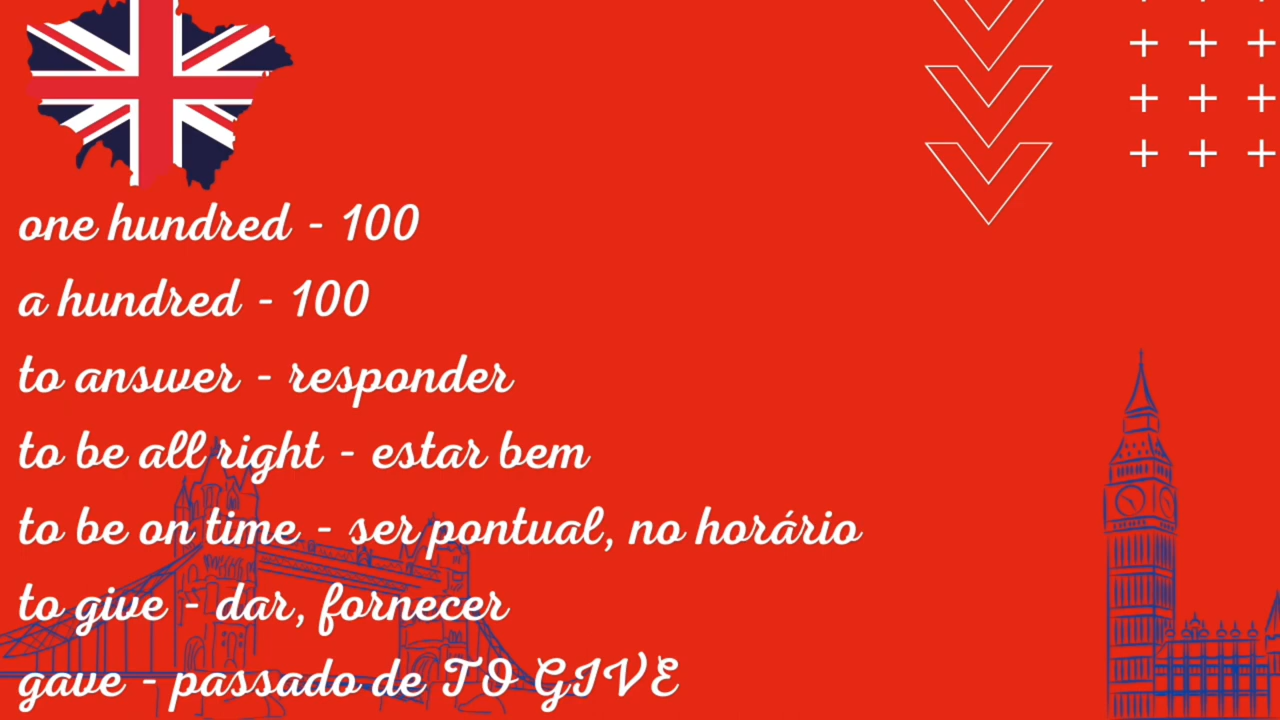 one hundred - 100
a hundred - 100
to answer - responder
to be all right - estar bem
to be on time - ser pontual, no horário
to give - dar, fornecer
gave - passado de TO GIVE